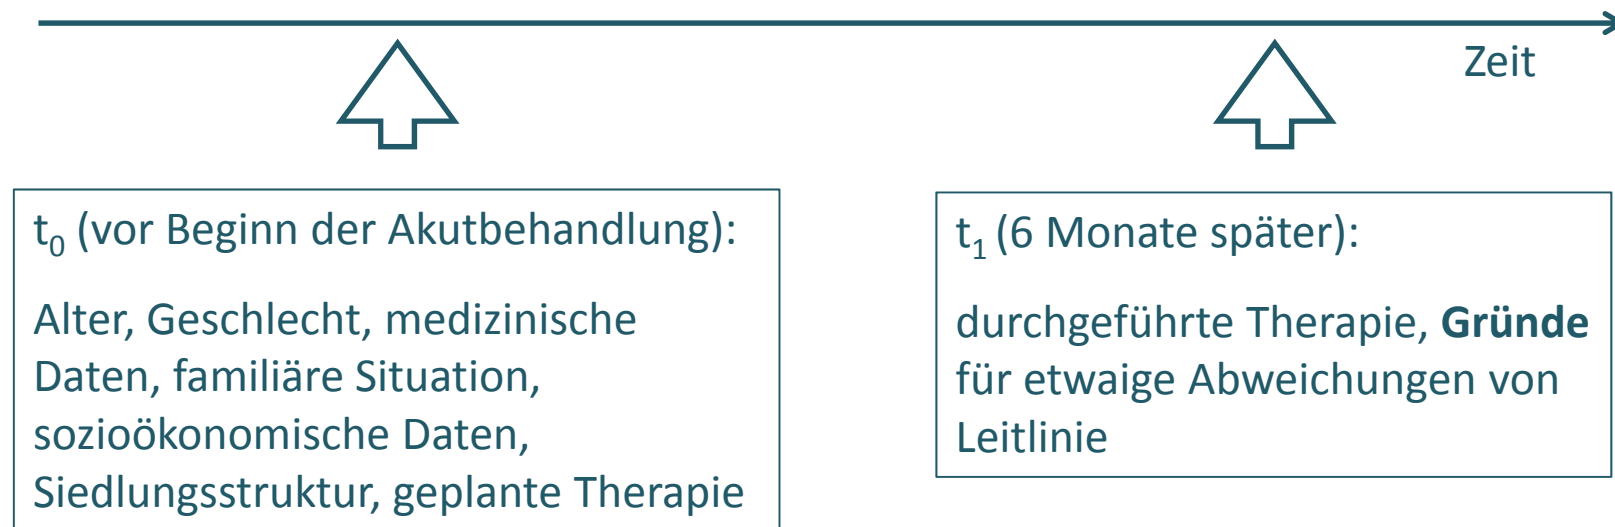 Zeit
t₀ (vor Beginn der Akutbehandlung):
Alter, Geschlecht, medizinische
Daten, familiäre Situation,
sozioökonomische Daten,
Siedlungsstruktur, geplante Therapie
t₁ (6 Monate später):
durchgeführte Therapie, Gründe
für etwaige Abweichungen von
Leitlinie